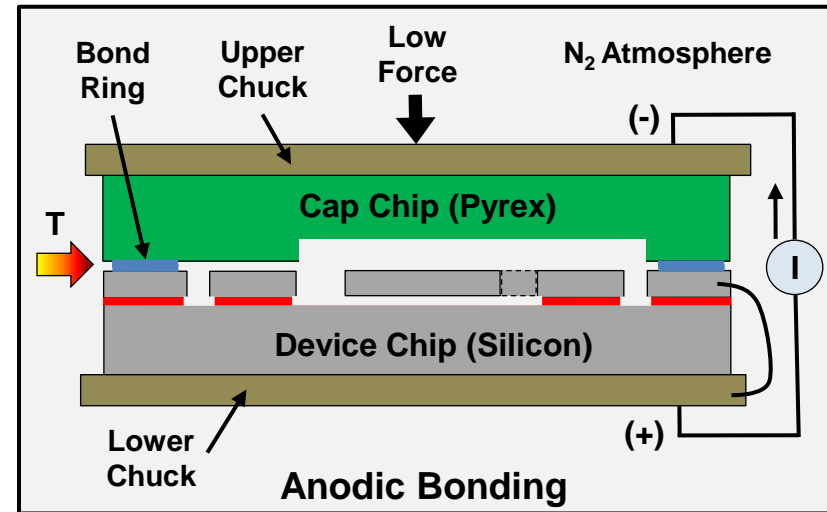 Bond
Ring
Upper
Chuck
Low
Force
N₂ Atmosphere
(-)
T
Cap Chip (Pyrex)
I
Device Chip (Silicon)
Lower
Chuck
(+)
Anodic Bonding